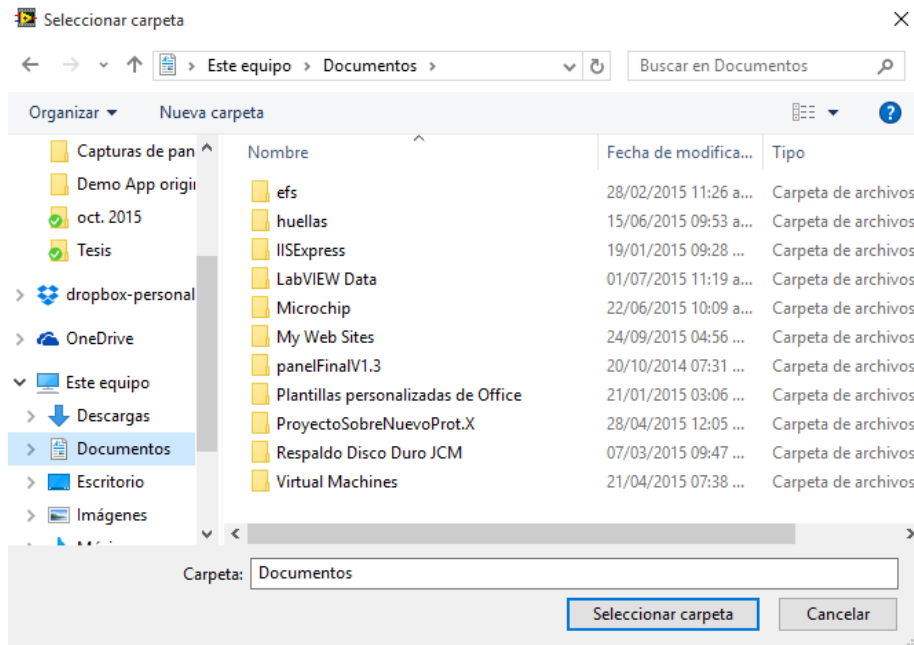 Seleccionar carpeta
Este equipo > Documentos >
Buscar en Documentos
Organizar
Nueva carpeta
Capturas de pan
Demo App origin
oct. 2015
Tesis
dropbox-personal
OneDrive
Este equipo
Descargas
Documentos
Escritorio
Imágenes
Nombre Fecha de modifica... Tipo
efs 28/02/2015 11:26 a... Carpeta de archivos
huellas 15/06/2015 09:53 a... Carpeta de archivos
IISExpress 19/01/2015 09:28 ... Carpeta de archivos
LabVIEW Data 01/07/2015 11:19 a... Carpeta de archivos
Microchip 22/06/2015 10:09 a... Carpeta de archivos
My Web Sites 24/09/2015 04:56 ... Carpeta de archivos
panelFinalV1.3 20/10/2014 07:31 ... Carpeta de archivos
Plantillas personalizadas de Office 21/01/2015 03:06 ... Carpeta de archivos
ProyectoSobreNuevoProt.X 28/04/2015 12:05 ... Carpeta de archivos
Respaldo Disco Duro JCM 07/03/2015 09:47 ... Carpeta de archivos
Virtual Machines 21/04/2015 07:38 ... Carpeta de archivos
Carpeta: Documentos
Seleccionar carpeta
Cancelar